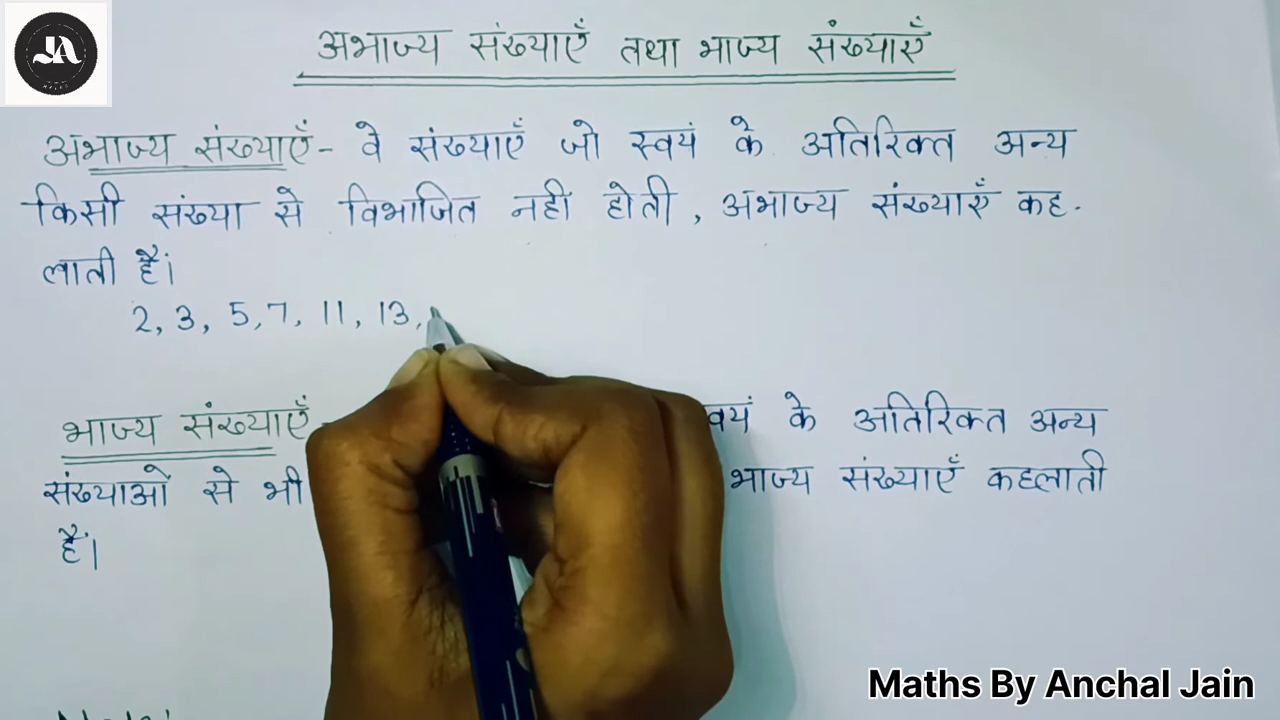 JA
अभाज्य संख्याएँ तथा भाज्य संख्याएँ
अभाज्य संख्याएँ - वे संख्याएँ जो स्वयं के अतिरिक्त अन्य
किसी संख्या से विभाजित नहीं होती, अभाज्य संख्याएँ कह-
लाती हैं।
2, 3, 5, 7, 11, 13,
भाज्य संख्याएँ - के अतिरिक्त अन्य
संख्याओं से भी भाज्य संख्याएँ कहलाती
हैं।
Maths By Anchal Jain